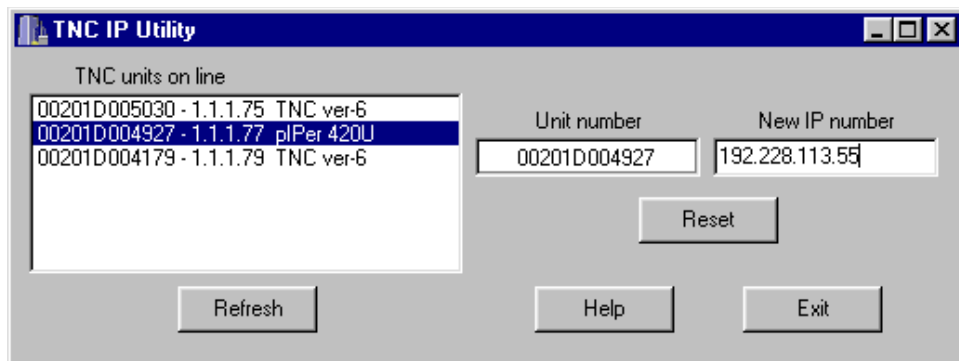 TNC IP Utility
TNC units on line
00201D005030 - 1.1.1.75 TNC ver-6
00201D004927 - 1.1.1.77 pIPer 420U
00201D004179 - 1.1.1.79 TNC ver-6
Unit number
New IP number
00201D004927
192.228.113.55
Reset
Refresh
Help
Exit